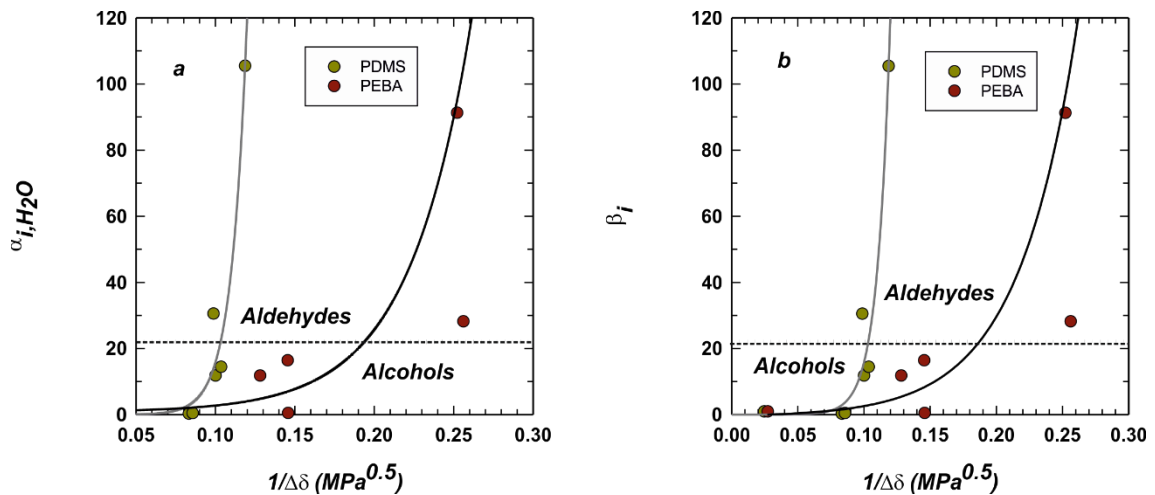 120
100
80
60
40
20
0
a
PDMS
PEBA
Aldehydes
Alcohols
α i,H2O
0.05 0.10 0.15 0.20 0.25 0.30
1/Δδ (MPa^0.5)
120
100
80
60
40
20
0
b
PDMS
PEBA
Aldehydes
Alcohols
β i
0.00 0.05 0.10 0.15 0.20 0.25 0.30
1/Δδ (MPa^0.5)